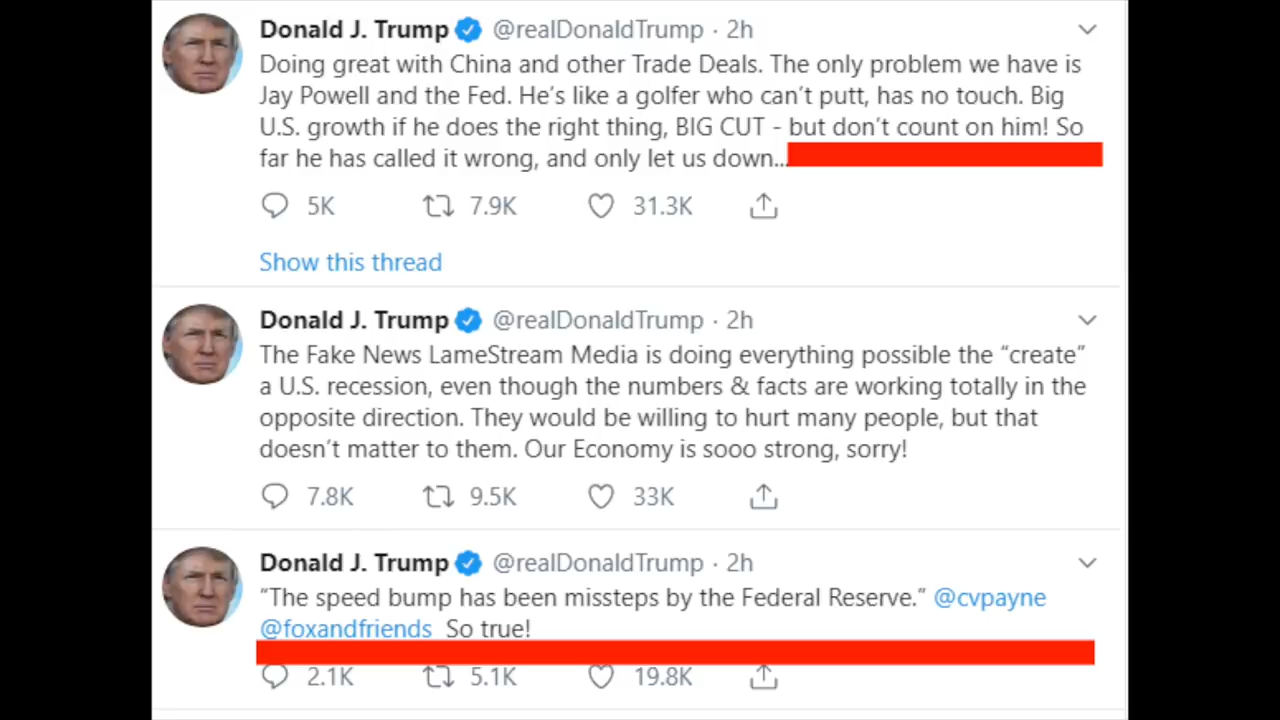 Donald J. Trump @realDonaldTrump · 2h
Doing great with China and other Trade Deals. The only problem we have is
Jay Powell and the Fed. He’s like a golfer who can’t putt, has no touch. Big
U.S. growth if he does the right thing, BIG CUT - but don’t count on him! So
far he has called it wrong, and only let us down...
5K 7.9K 31.3K
Show this thread
Donald J. Trump @realDonaldTrump · 2h
The Fake News LameStream Media is doing everything possible the “create”
a U.S. recession, even though the numbers & facts are working totally in the
opposite direction. They would be willing to hurt many people, but that
doesn’t matter to them. Our Economy is sooo strong, sorry!
7.8K 9.5K 33K
Donald J. Trump @realDonaldTrump · 2h
“The speed bump has been missteps by the Federal Reserve.” @cvpayne
@foxandfriends So true!
2.1K 5.1K 19.8K